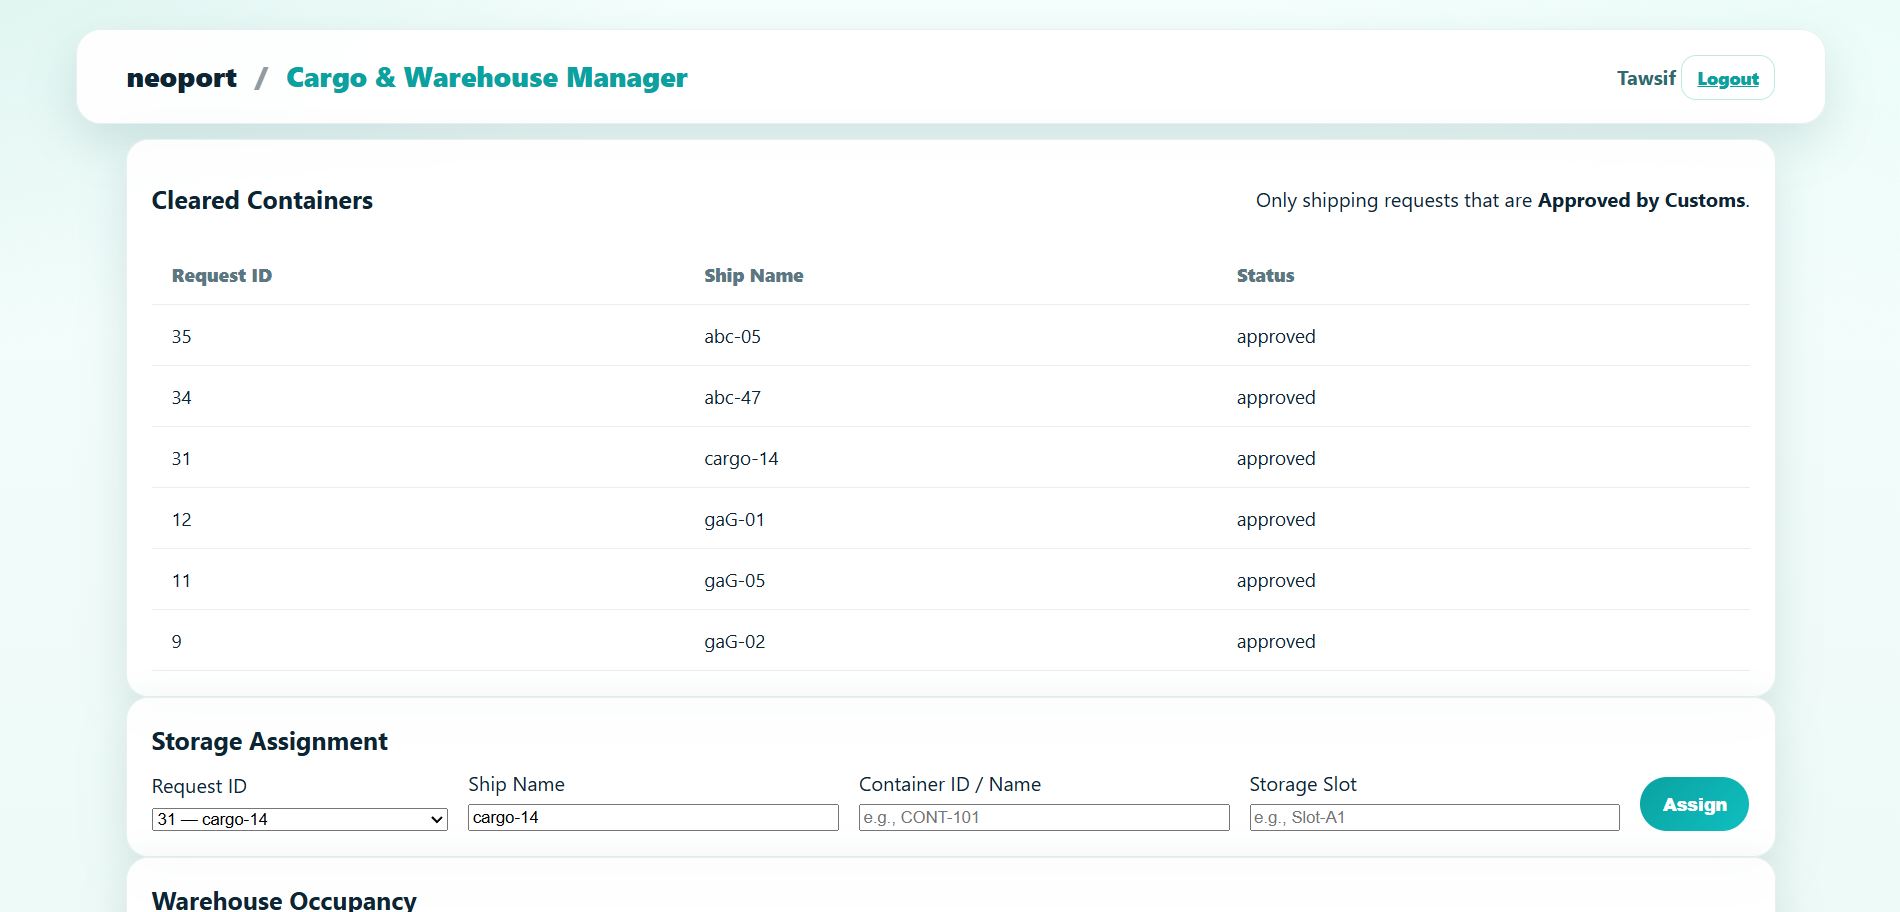 neoport / Cargo & Warehouse Manager Tawsif Logout
Cleared Containers Only shipping requests that are Approved by Customs.
Request ID Ship Name Status
35 abc-05 approved
34 abc-47 approved
31 cargo-14 approved
12 gaG-01 approved
11 gaG-05 approved
9 gaG-02 approved
Storage Assignment
Request ID Ship Name Container ID / Name Storage Slot
31 — cargo-14 cargo-14 e.g., CONT-101 e.g., Slot-A1 Assign
Warehouse Occupancy